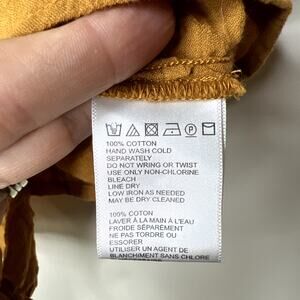 100% COTTON
HAND WASH COLD
SEPARATELY
DO NOT WRING OR TWIST
USE ONLY NON-CHLORINE
BLEACH
LINE DRY
LOW IRON AS NEEDED
MAY BE DRY CLEANED
100% COTON
LAVER À LA MAIN À L'EAU
FROIDE SÉPARÉMENT
NE PAS TORDRE OU
ESSORER
UTILISER UN AGENT DE
BLANCHIMENT SANS CHLORE